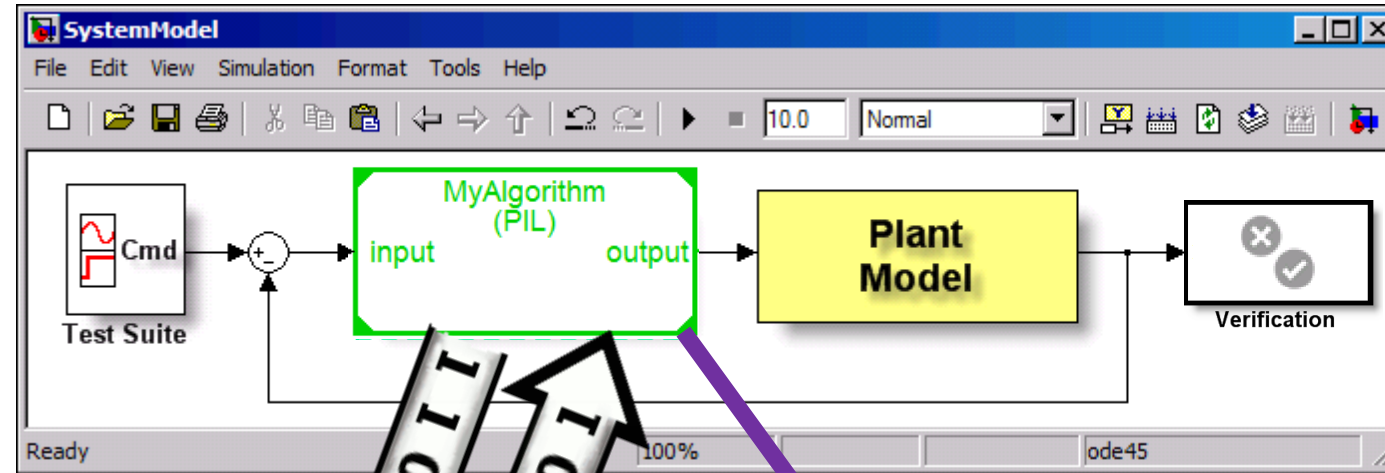 SystemModel
File Edit View Simulation Format Tools Help
10.0 Normal
MyAlgorithm
(PIL)
input
output
Cmd
Test Suite
+
-
Plant
Model
Verification
I I O
I O
Ready
100%
ode45